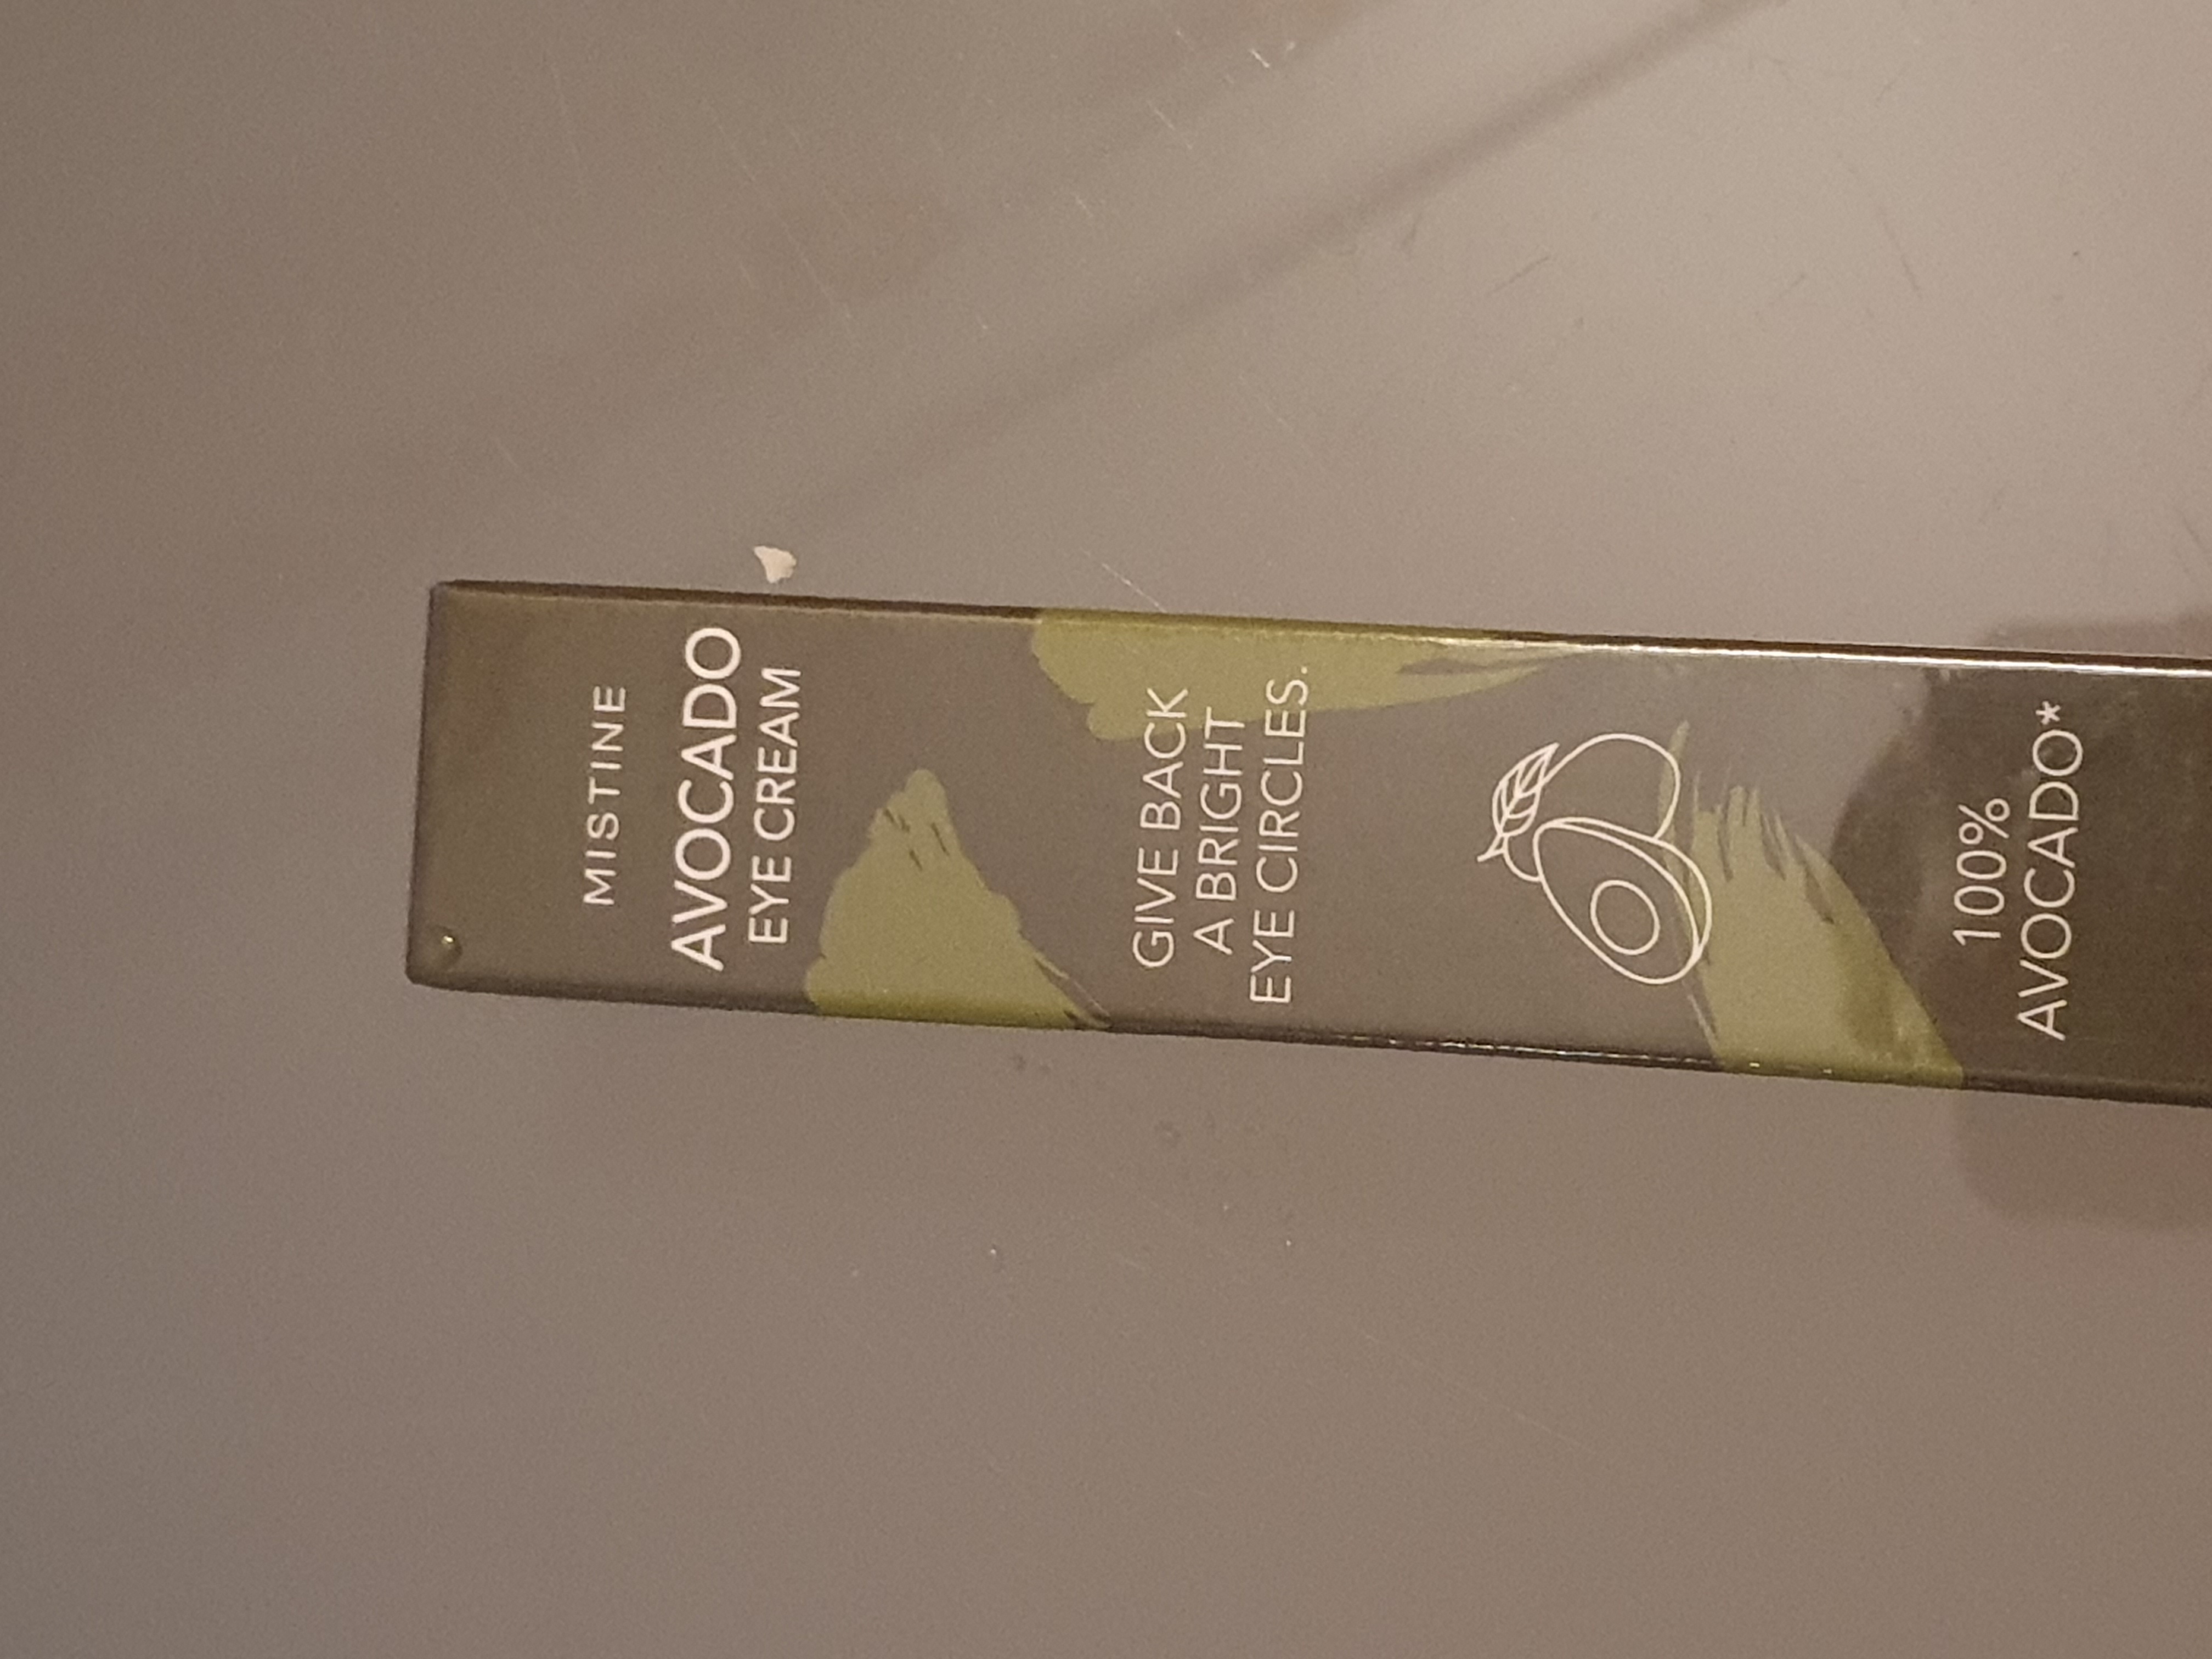 MISTINE
AVOCADO
EYE CREAM
GIVE BACK
A BRIGHT
EYE CIRCLES.
100%
AVOCADO*